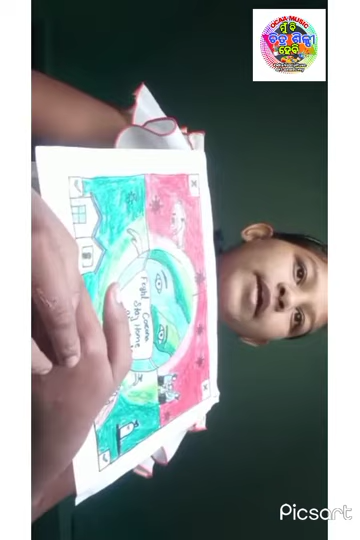 OCAA MUSIC
ମୁଁ ବି
ଚିତ୍ର ଶିଳ୍ପୀ
ହେବି
Fight Corona
Stay Home
Picsart